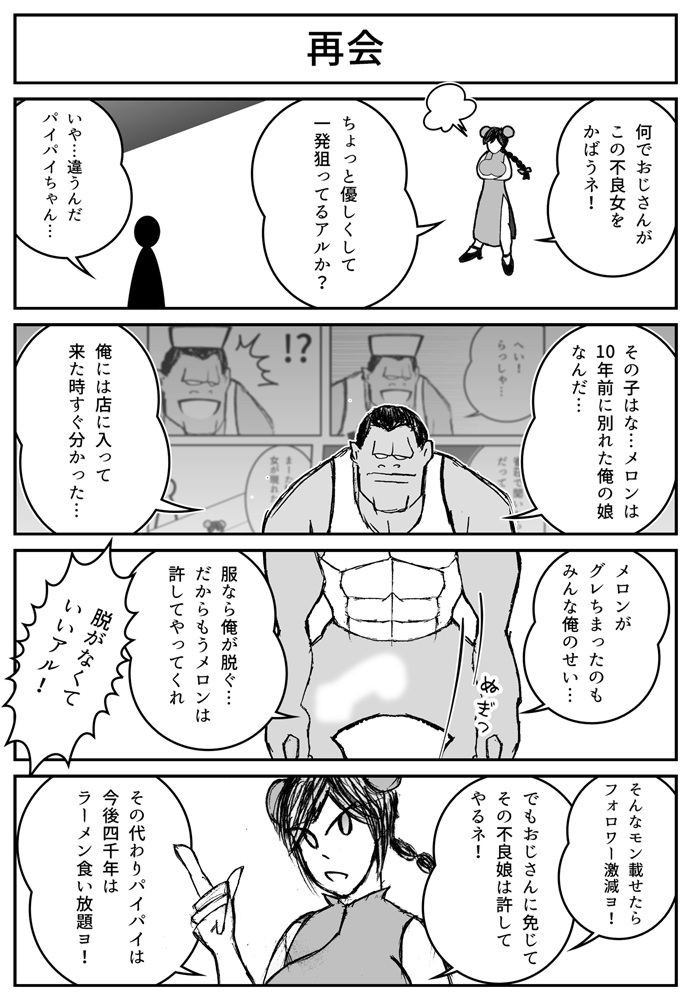 再会
何でおじさんが
この不良女を
かばうネ！
ちょっと優しくして
一発狙ってるアルか？
いや…違うんだ
パイパイちゃん…
その子はな…メロンは
10年前に別れた俺の娘
なんだ…
へい！
らっしゃ…
!?
俺には店に入って
来た時すぐ分かった…
メロンが
グレちまったのも
みんな俺のせい…
ぬぎっ
服なら俺が脱ぐ…
だからもうメロンは
許してやってくれ
脱がなくて
いいアル！
そんなモン載せたら
フォロワー激減ヨ！
でもおじさんに免じて
その不良娘は許して
やるネ！
その代わりパイパイは
今後四千年は
ラーメン食い放題ヨ！